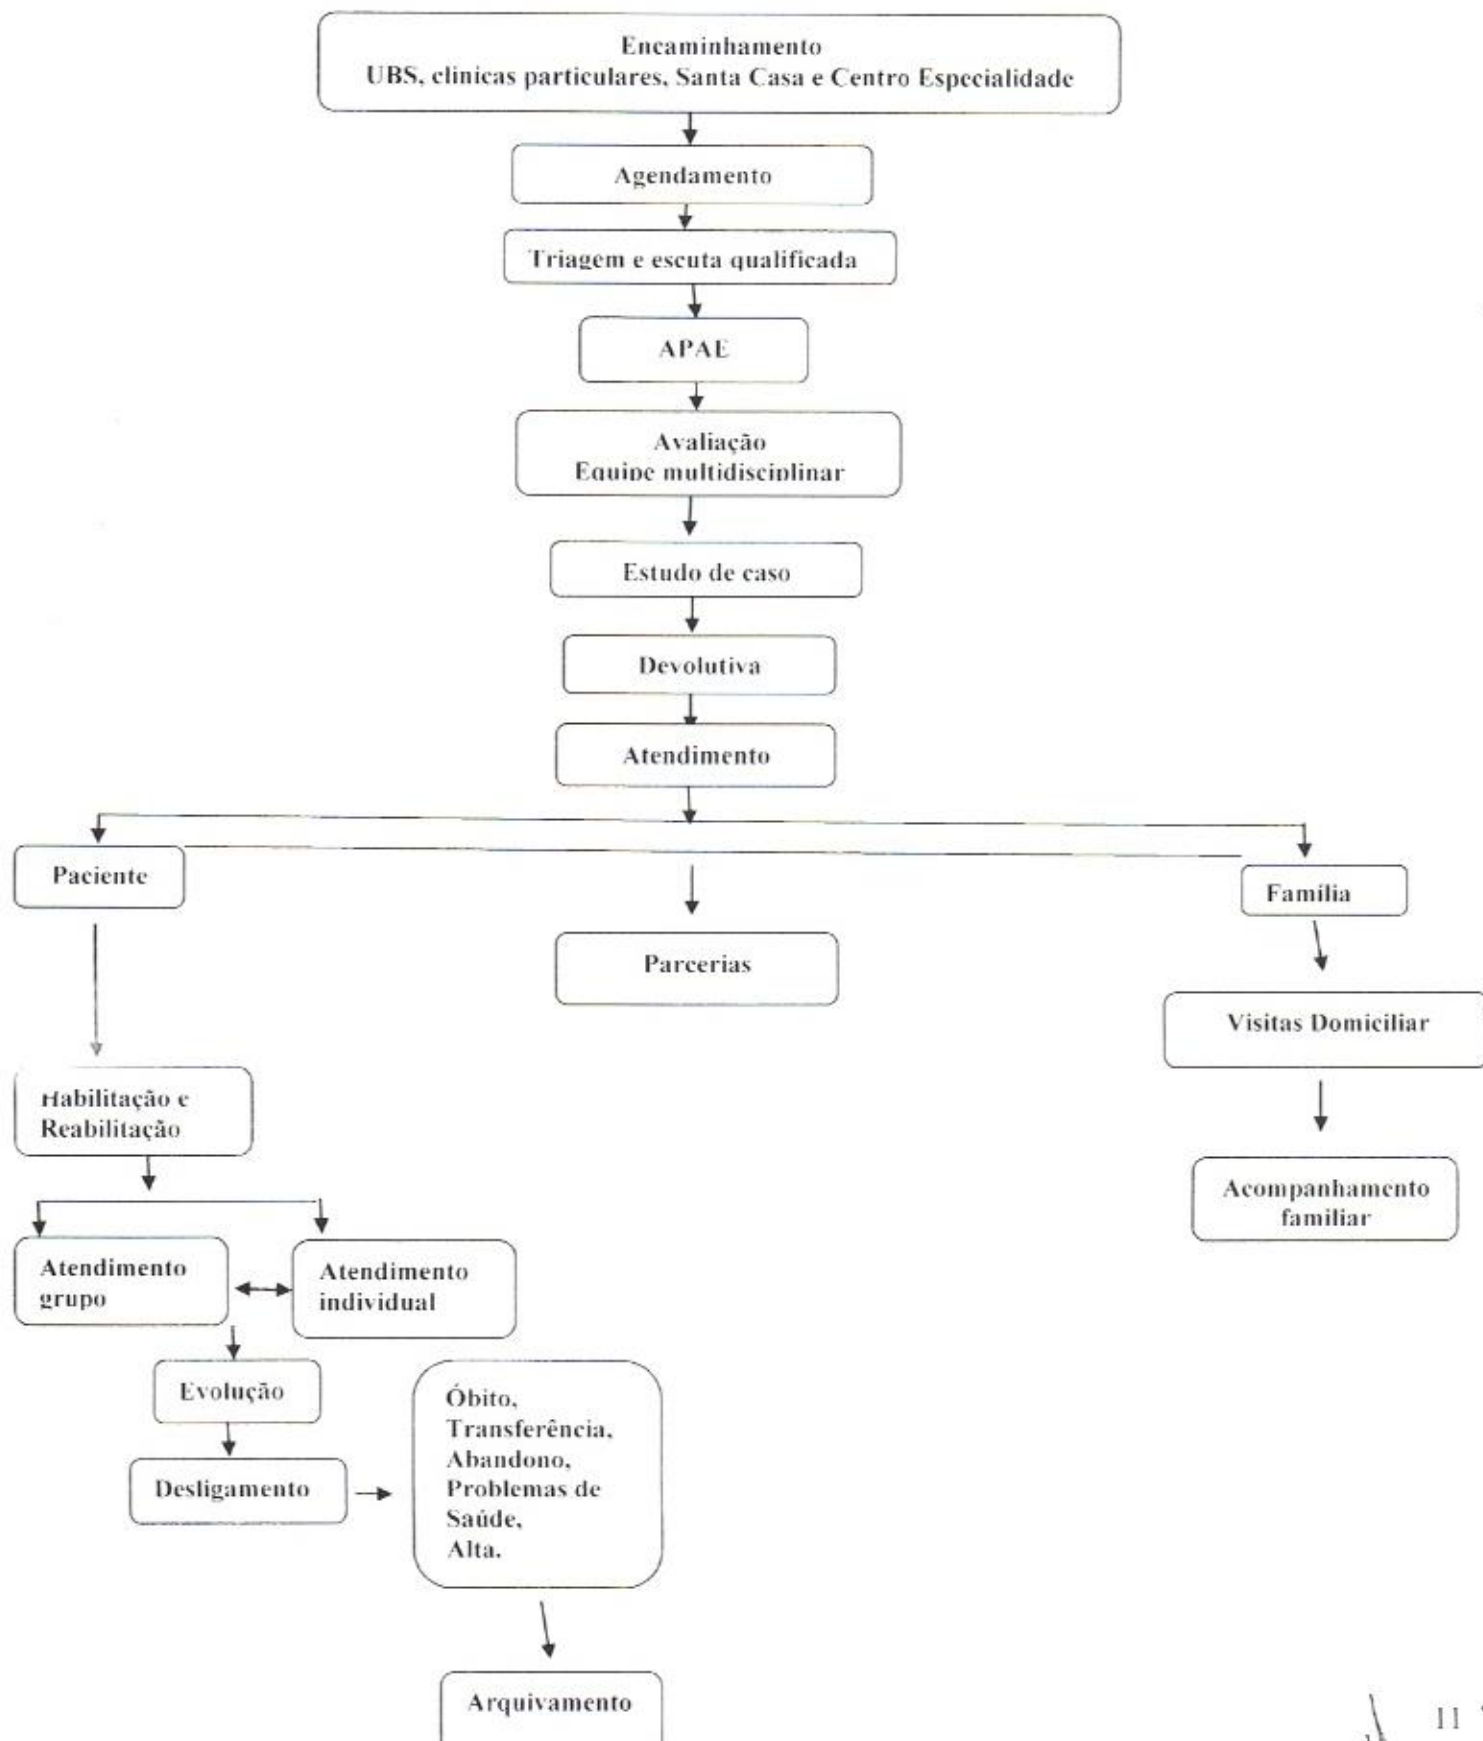 Encaminhamento
UBS, clinicas particulares, Santa Casa e Centro Especialidade
Agendamento
Triagem e escuta qualificada
APAE
Avaliação
Equipe multidisciplinar
Estudo de caso
Devolutiva
Atendimento
Paciente
Família
Parcerias
Visitas Domiciliar
Habilitação e
Reabilitação
Acompanhamento
familiar
Atendimento
grupo
Atendimento
individual
Evolução
Óbito,
Transferência,
Abandono,
Problemas de
Saúde,
Alta.
Desligamento
Arquivamento
11